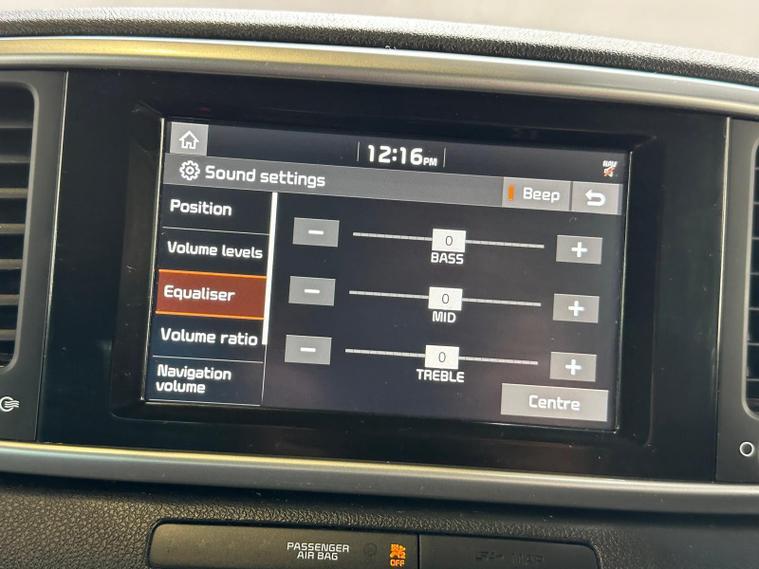 12:16PM
NAV
Sound settings
Beep
Position
Volume levels
Equaliser
Volume ratio
Navigation
volume
0
BASS
0
MID
0
TREBLE
Centre
PASSENGER
AIR BAG
OFF